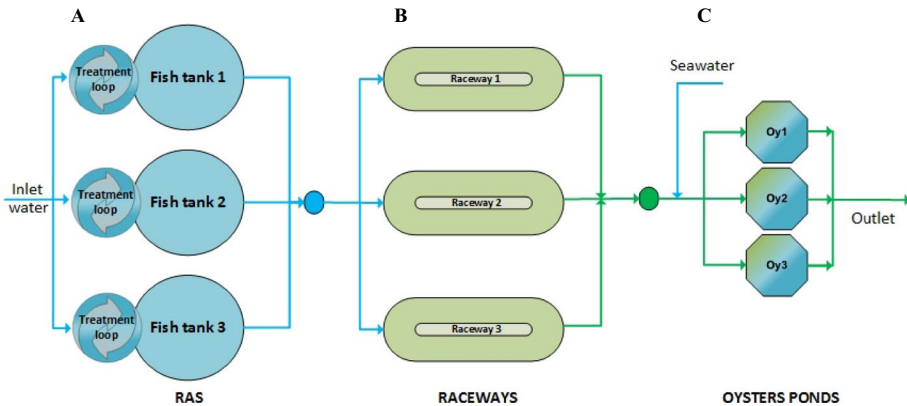 A
B
C
Treatment
loop
Fish tank 1
Raceway 1
Seawater
Oy1
Inlet
water
Treatment
loop
Fish tank 2
Raceway 2
Oy2
Outlet
Oy3
Treatment
loop
Fish tank 3
Raceway 3
RAS
RACEWAYS
OYSTERS PONDS